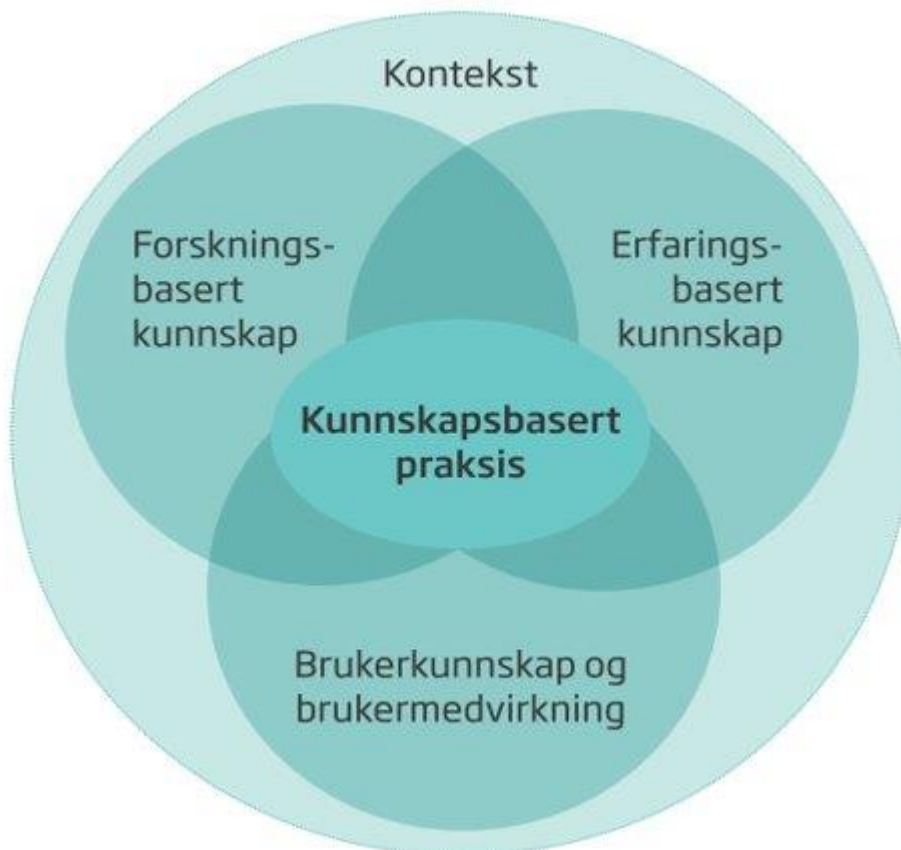 Kontekst
Forsknings-
basert
kunnskap
Erfarings-
basert
kunnskap
Kunnskapsbasert
praksis
Brukerkunnskap og
brukermedvirkning